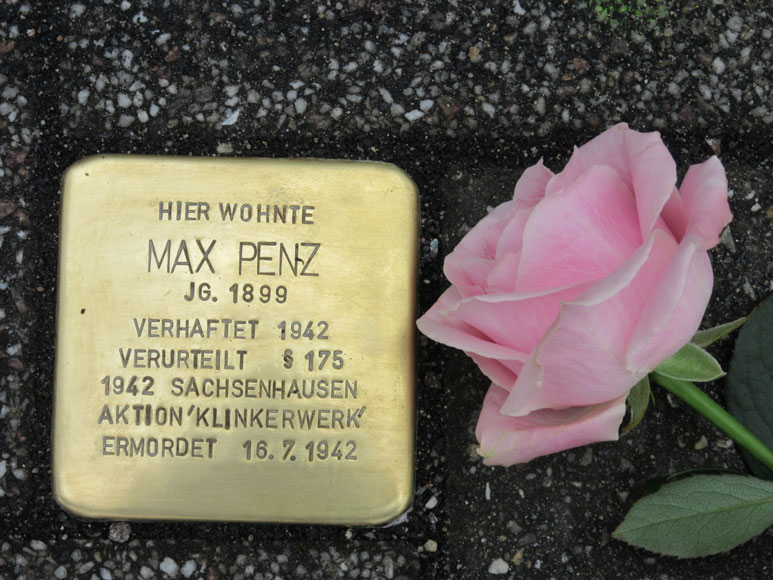 HIER WOHNTE
MAX PENZ
JG. 1899
VERHAFTET 1942
VERURTEILT § 175
1942 SACHSENHAUSEN
AKTION 'KLINKERWERK'
ERMORDET 16.7.1942